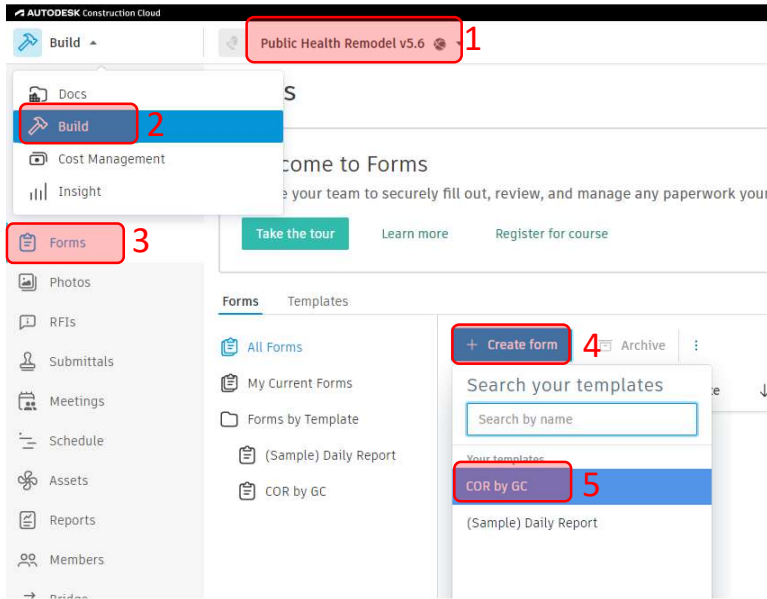 AUTODESK Construction Cloud
Build
Public Health Remodel v5.6
1
Docs
Build
2
Cost Management
Insight
s
come to Forms
your team to securely fill out, review, and manage any paperwork your
Take the tour
Learn more
Register for course
Forms
3
Photos
RFIs
Submittals
Meetings
Schedule
Assets
Reports
Members
Forms
Templates
All Forms
My Current Forms
Forms by Template
(Sample) Daily Report
COR by GC
+ Create form
4
Archive
Search your templates
Search by name
Your templates
COR by GC
5
(Sample) Daily Report